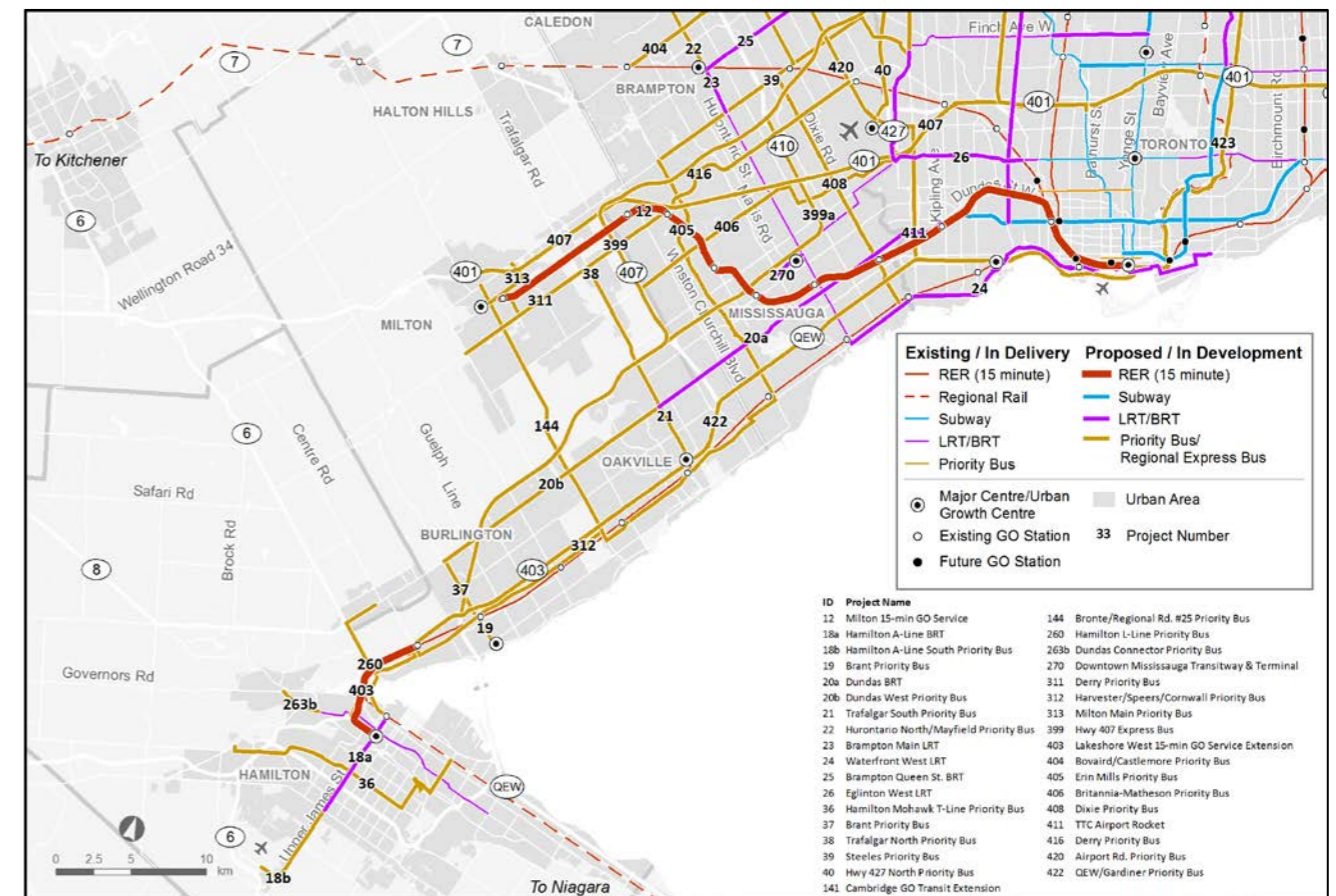 CALEDON
Finch Ave W
7
404
22
25
7
39
420
40
401
Bayview Ave
BRAMPTON
23
HALTON HILLS
Hurontario St
Dixie Rd
427
407
401
Bathurst St
Yonge St
Birchmount Rd
To Kitchener
Trafalgar Rd
410
401
26
TORONTO
423
416
408
Kipling Ave
Dundas St W
6
12
Mavis Rd
399a
407
399
405
406
411
Wellington Road 34
401
313
38
407
270
311
Winston Churchill Blvd
24
MILTON
MISSISSAUGA
20a
QEW
21
422
144
6
Centre Rd
Guelph Line
OAKVILLE
Safari Rd
20b
Brock Rd
BURLINGTON
312
8
403
37
19
Governors Rd
260
403
263b
18a
HAMILTON
36
QEW
6
Upper James St
18b
To Niagara
0 2.5 5 10
km
Existing / In Delivery Proposed / In Development
RER (15 minute) RER (15 minute)
Regional Rail Subway
Subway LRT/BRT
LRT/BRT Priority Bus/
Priority Bus Regional Express Bus
Major Centre/Urban Urban Area
Growth Centre
Existing GO Station 33 Project Number
Future GO Station
ID Project Name
12 Milton 15-min GO Service
18a Hamilton A-Line BRT
18b Hamilton A-Line South Priority Bus
19 Brant Priority Bus
20a Dundas BRT
20b Dundas West Priority Bus
21 Trafalgar South Priority Bus
22 Hurontario North/Mayfield Priority Bus
23 Brampton Main LRT
24 Waterfront West LRT
25 Brampton Queen St. BRT
26 Eglinton West LRT
36 Hamilton Mohawk T-Line Priority Bus
37 Brant Priority Bus
38 Trafalgar North Priority Bus
39 Steeles Priority Bus
40 Hwy 427 North Priority Bus
141 Cambridge GO Transit Extension
144 Bronte/Regional Rd. #25 Priority Bus
260 Hamilton L-Line Priority Bus
263b Dundas Connector Priority Bus
270 Downtown Mississauga Transitway & Terminal
311 Derry Priority Bus
312 Harvester/Speers/Cornwall Priority Bus
313 Milton Main Priority Bus
399 Hwy 407 Express Bus
403 Lakeshore West 15-min GO Service Extension
404 Bovaird/Castlemore Priority Bus
405 Erin Mills Priority Bus
406 Britannia-Matheson Priority Bus
408 Dixie Priority Bus
411 TTC Airport Rocket
416 Derry Priority Bus
420 Airport Rd. Priority Bus
422 QEW/Gardiner Priority Bus